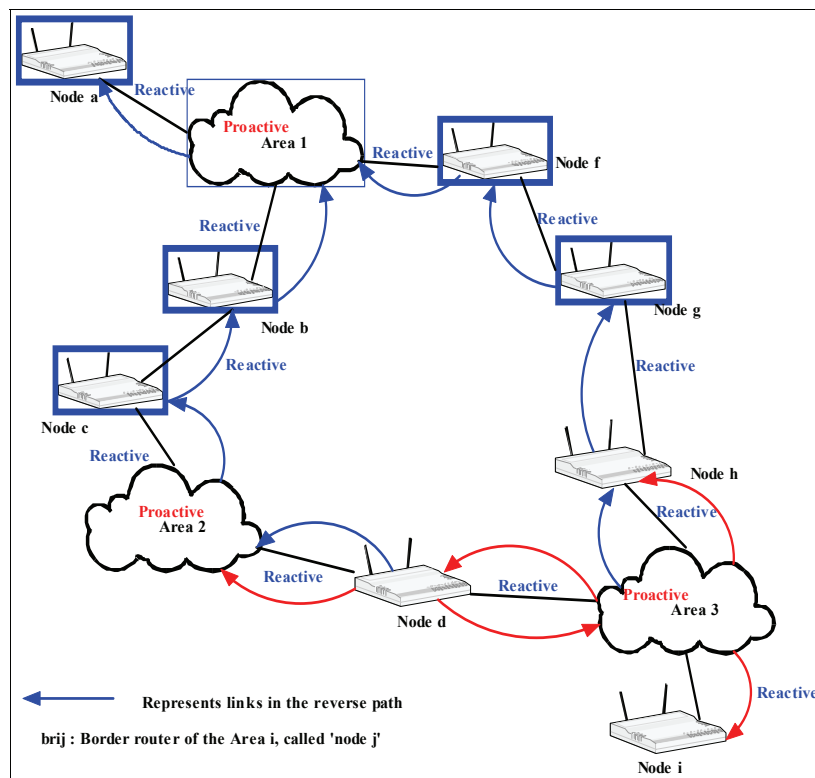 Reactive
Node a
Proactive
Area 1
Reactive
Node f
Reactive
Reactive
Node b
Node g
Reactive
Reactive
Node c
Reactive
Node h
Proactive
Area 2
Reactive
Reactive
Reactive
Proactive
Area 3
Node d
Reactive
Represents links in the reverse path
brij : Border router of the Area i, called 'node j'
Node i